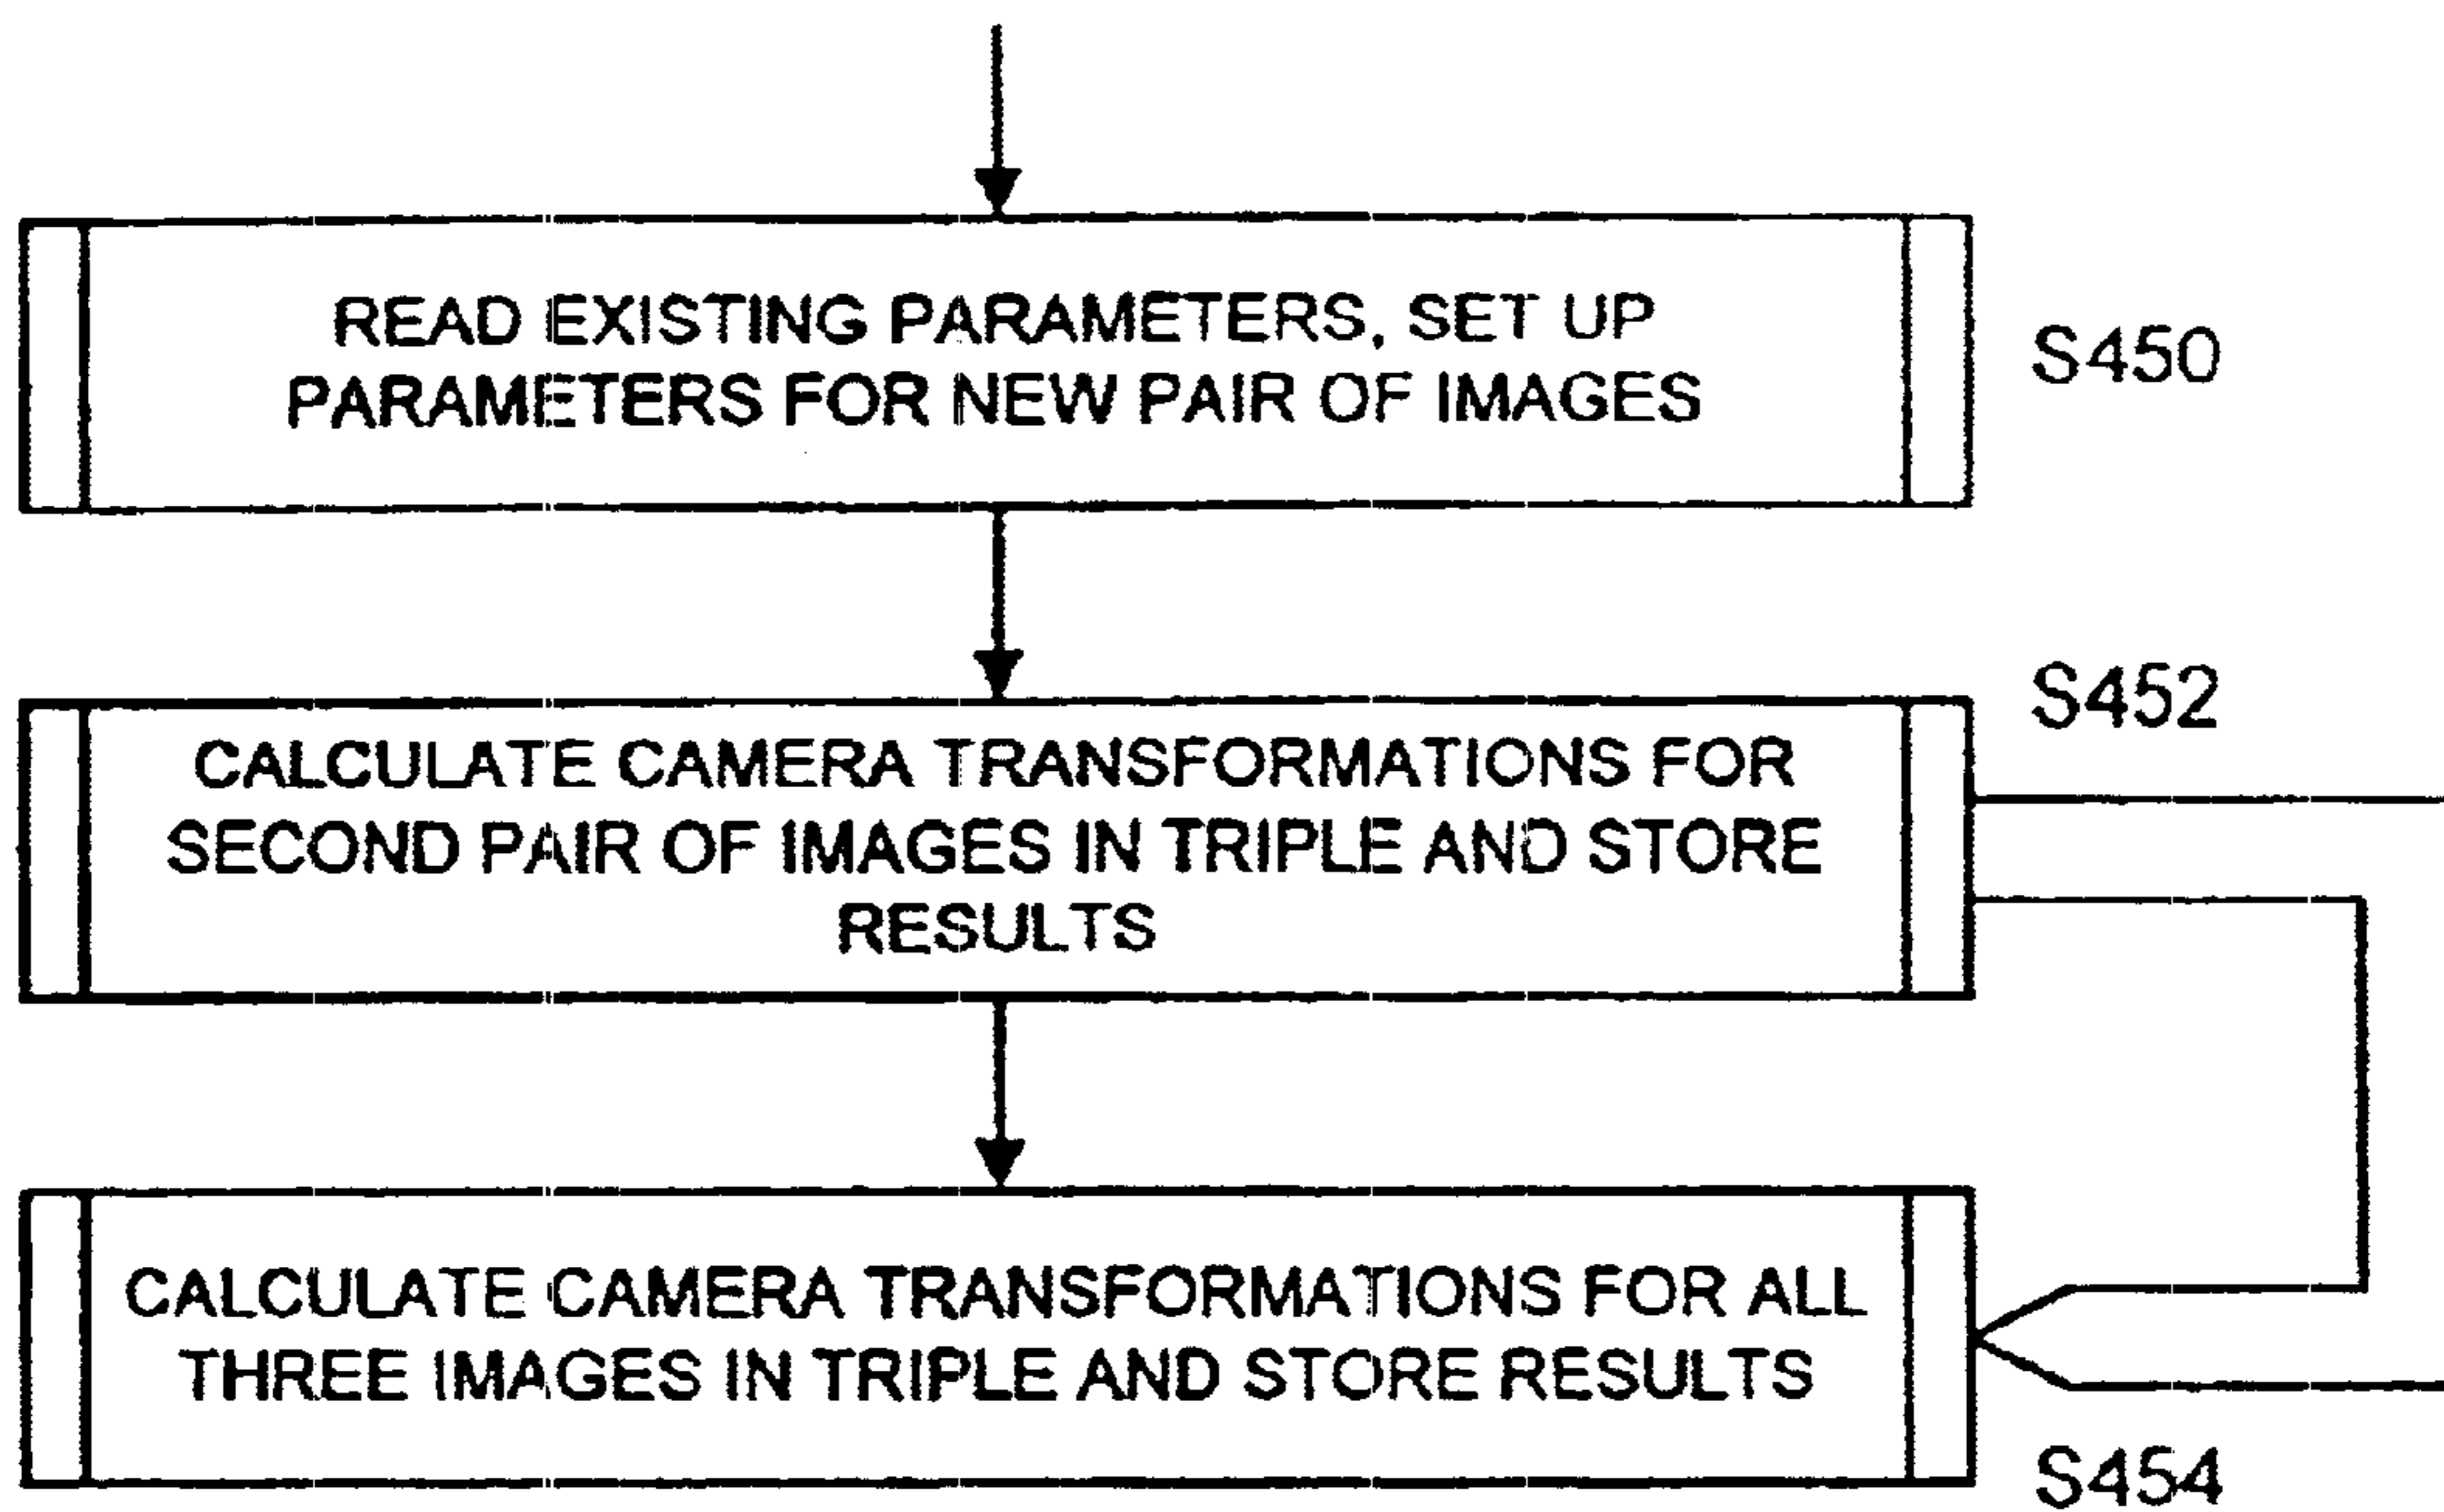 READ EXISTING PARAMETERS, SET UP
PARAMETERS FOR NEW PAIR OF IMAGES
S450
S452
CALCULATE CAMERA TRANSFORMATIONS FOR
SECOND PAIR OF IMAGES IN TRIPLE AND STORE
RESULTS
CALCULATE CAMERA TRANSFORMATIONS FOR ALL
THREE IMAGES IN TRIPLE AND STORE RESULTS
S454